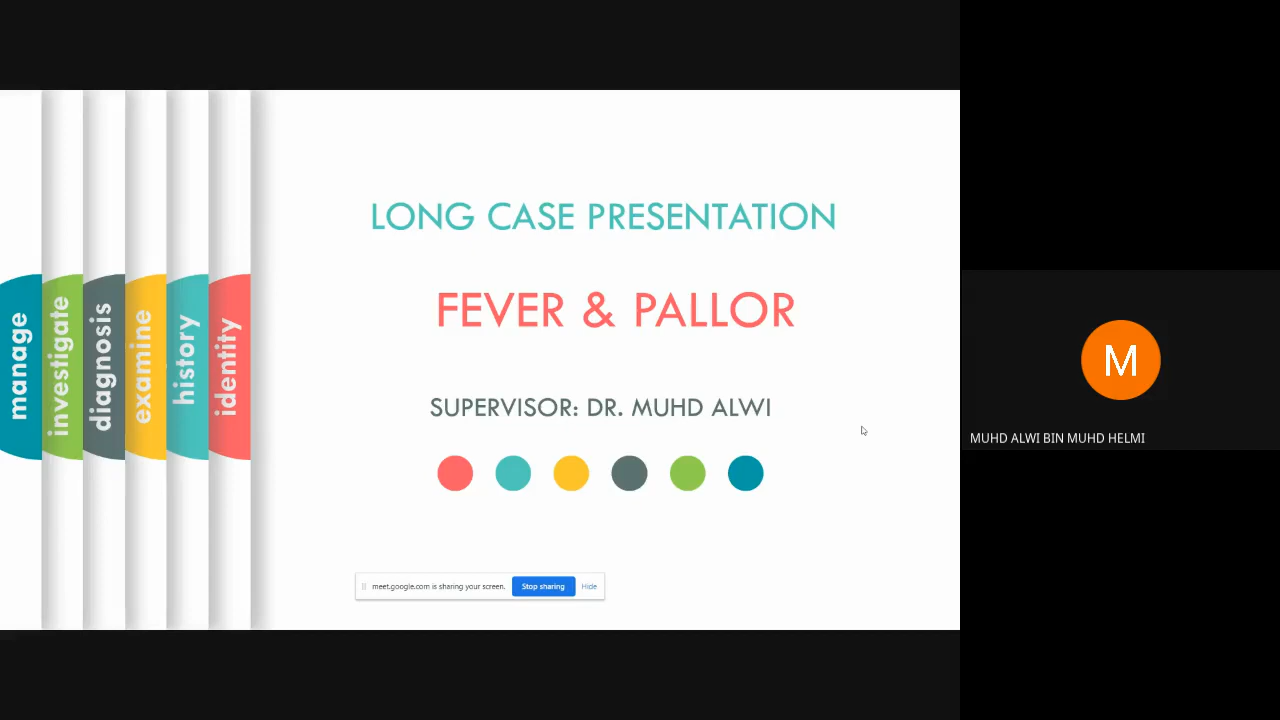 LONG CASE PRESENTATION
FEVER & PALLOR
SUPERVISOR: DR. MUHD ALWI
manage
investigate
diagnosis
examine
history
identity
meet.google.com is sharing your screen.
Stop sharing
Hide
M
MUHD ALWI BIN MUHD HELMI